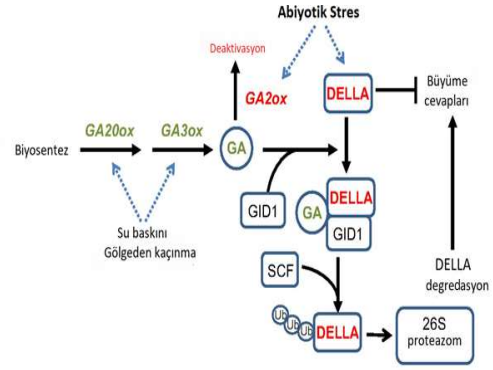 Abiyotik Stres
Deaktivasyon
GA2ox
DELLA
Büyüme
cevapları
GA20ox
GA3ox
Biyosentez
GA
GID1
DELLA
GA
GID1
Su baskını
Gölgeden kaçınma
SCF
DELLA
degredasyon
Ub
Ub
Ub
DELLA
26S
proteazom